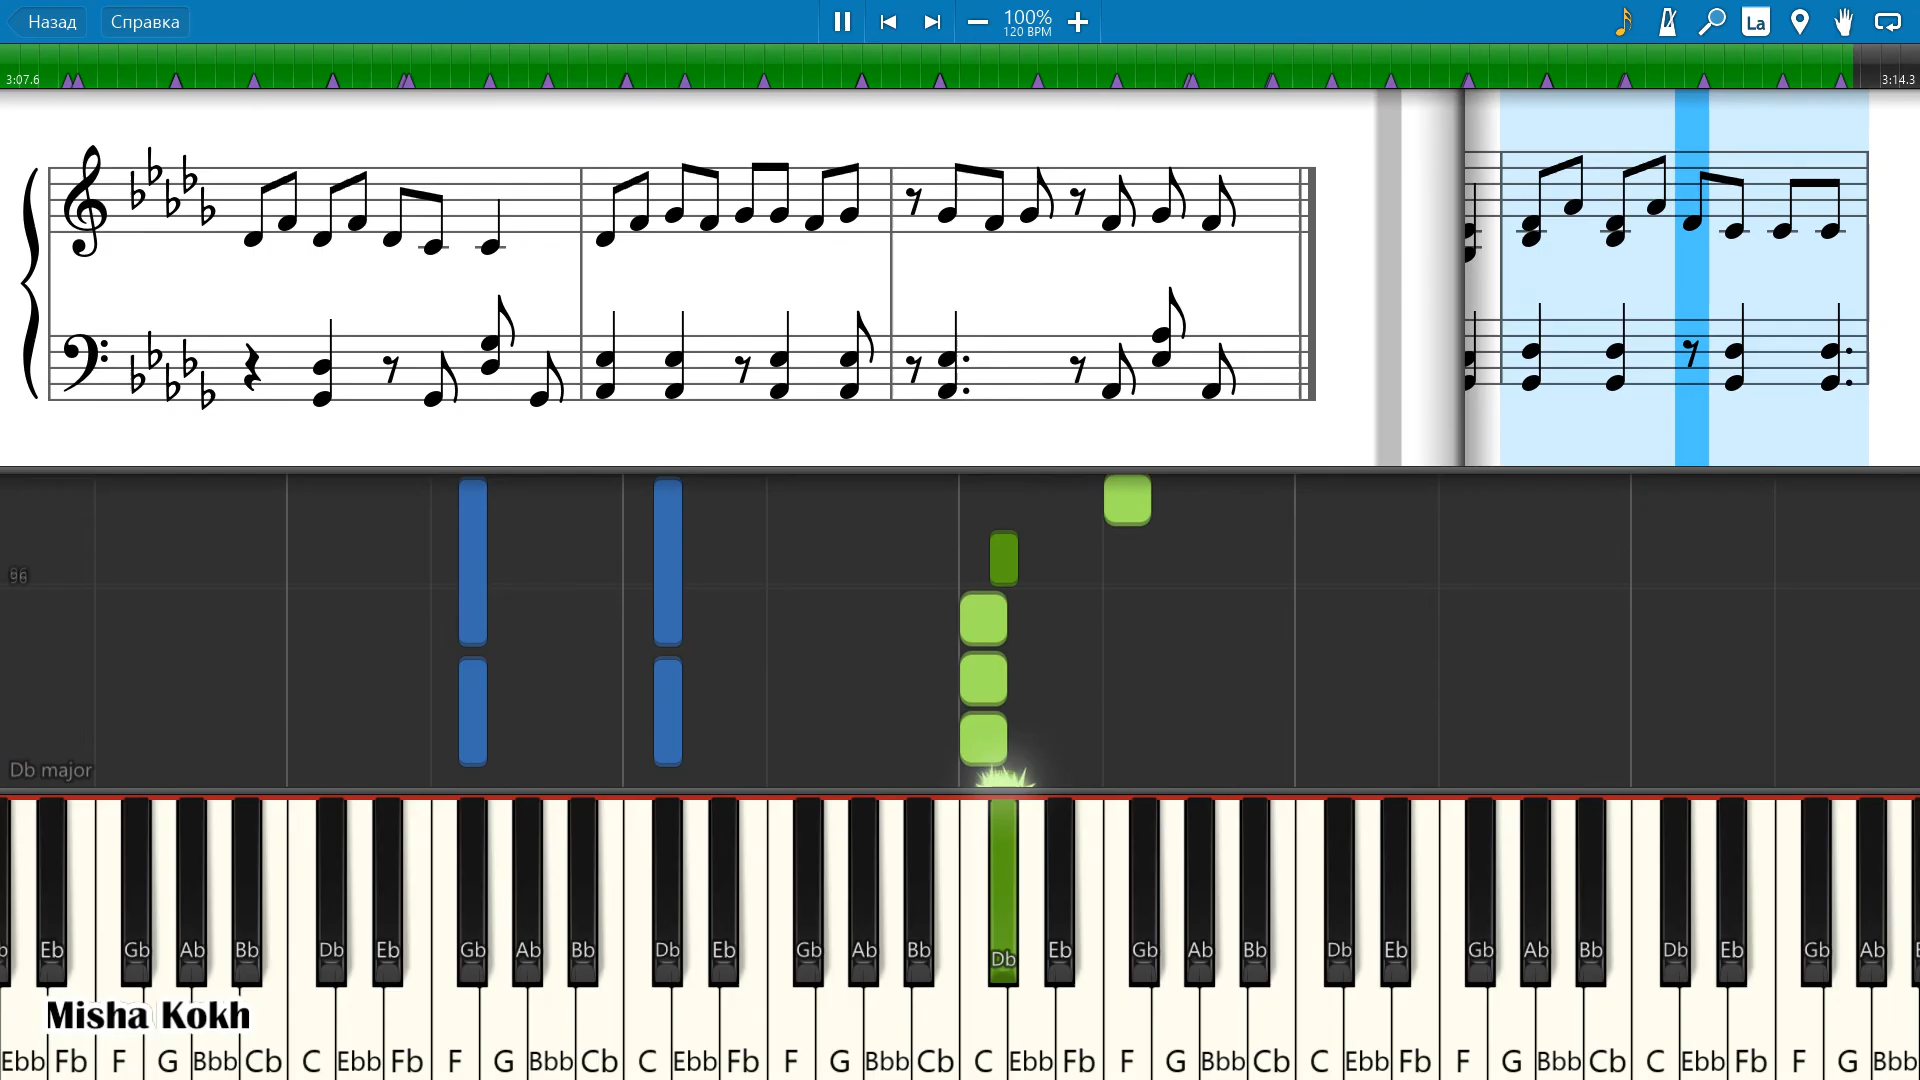 Назад Справка 100% La
120 BPM
3:07.6 3:14.3
96
Db major
Eb Gb Ab Bb Db Eb Gb Ab Bb Db Eb Gb Ab Bb Db Eb Gb Ab Bb Db Eb Gb Ab Bb Db Eb Gb Ab
Misha Kokh
Ebb Fb F G Bbb Cb C Ebb Fb F G Bbb Cb C Ebb Fb F G Bbb Cb C Ebb Fb F G Bbb Cb C Ebb Fb F G Bbb Cb C Ebb Fb F G Bbb